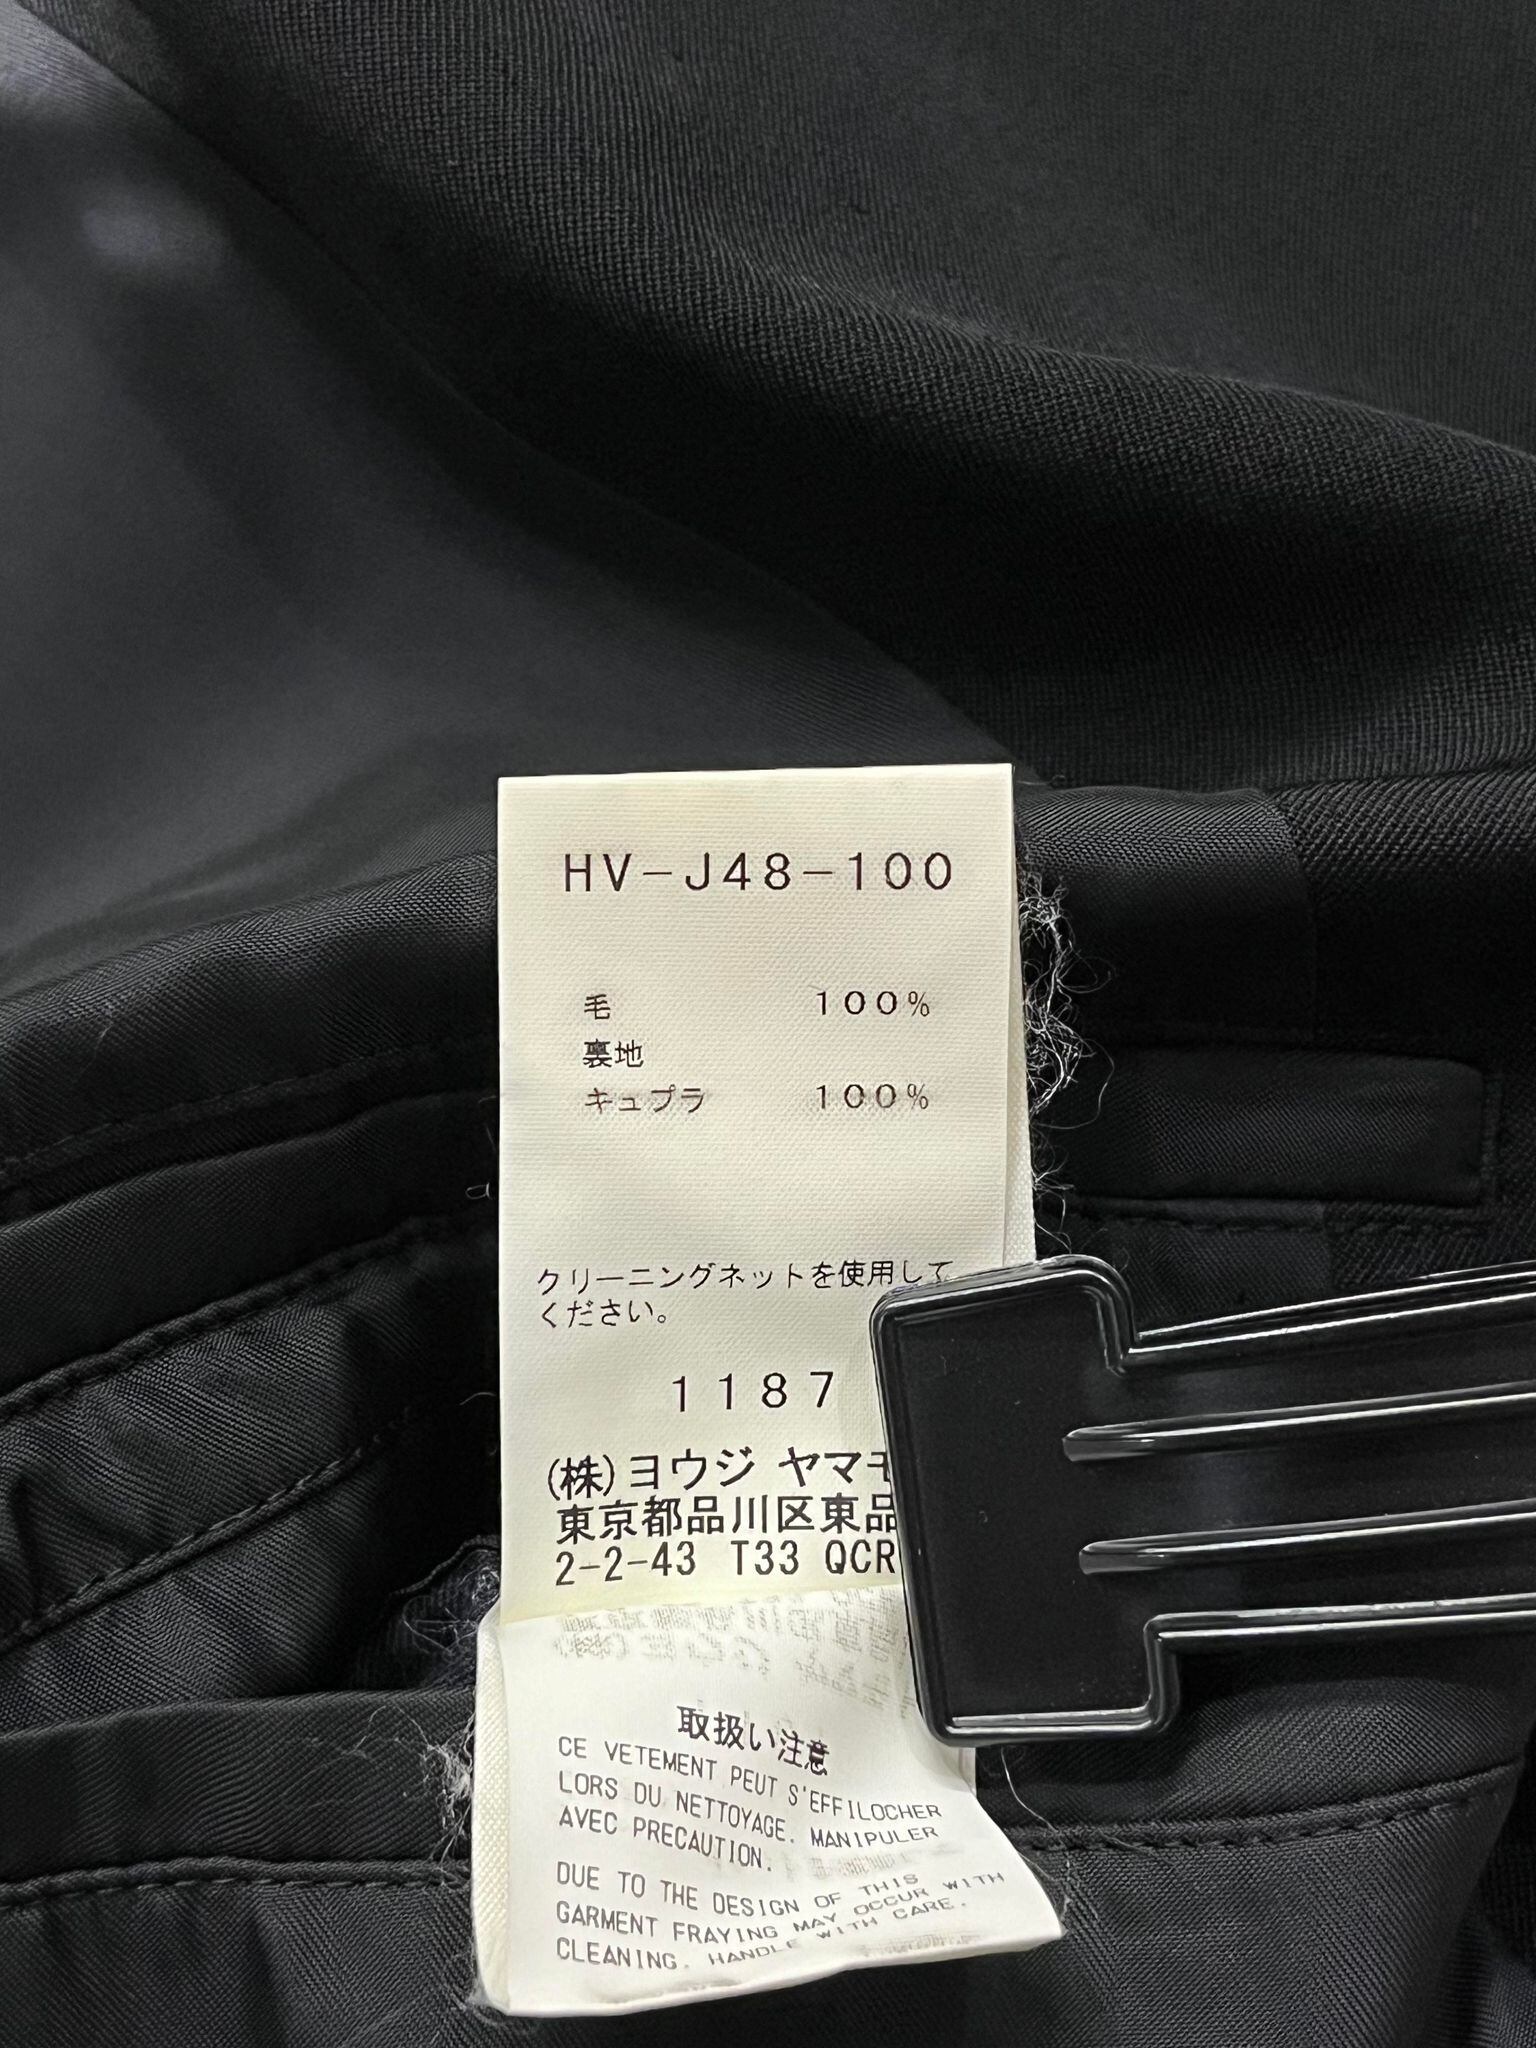 HV-J48-100
毛 100%
裏地
キュプラ 100%
クリーニングネットを使用して
ください。
1187
(株)ヨウジ ヤマモ
東京都品川区東品
2-2-43 T33 QCR
取扱い注意
CE VETEMENT PEUT S'EFFILOCHER
LORS DU NETTOYAGE. MANIPULER
AVEC PRECAUTION.
DUE TO THE DESIGN OF THIS
GARMENT FRAYING MAY OCCUR WITH
CLEANING. HANDLE WITH CARE.